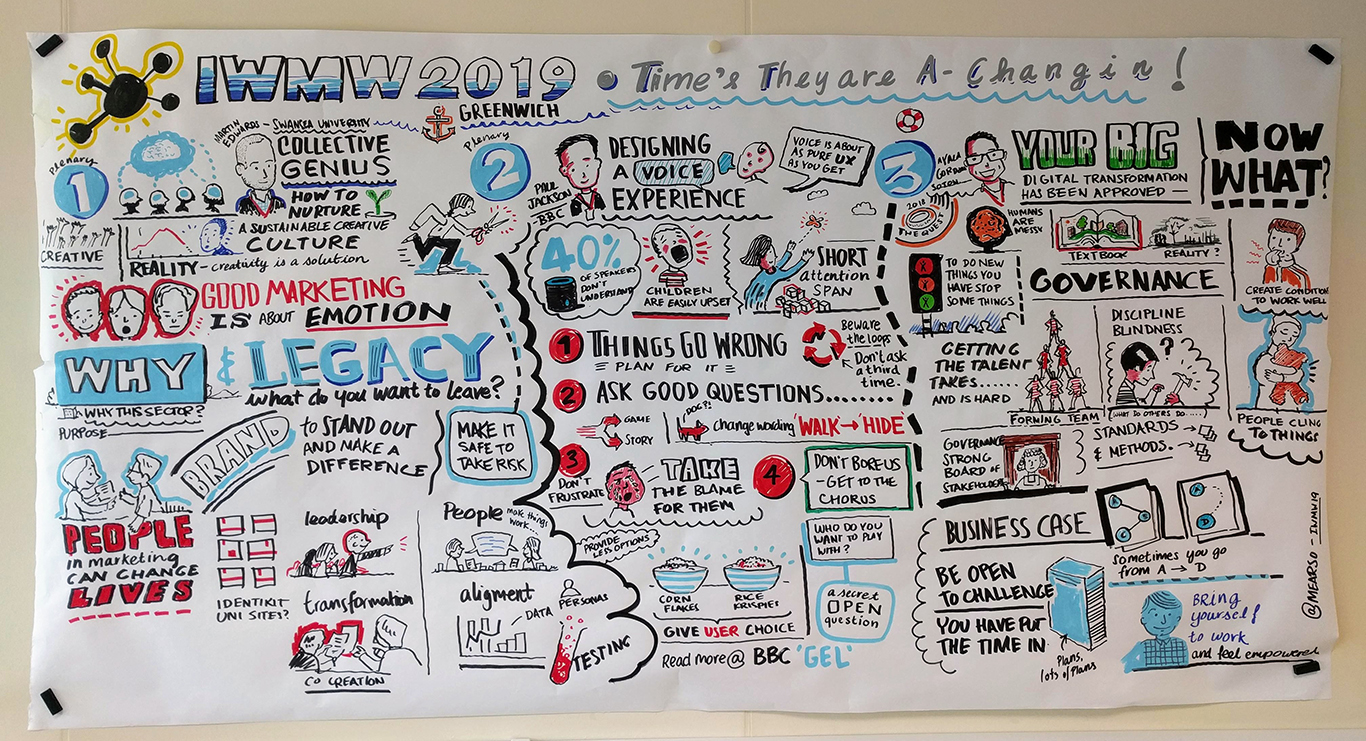 IWMW 2019
Time's They are A-Changin!
GREENWICH
Plenary
1
MARTIN
EDWARDS - SWANSEA UNIVERSITY
COLLECTIVE
GENIUS
HOW TO
NURTURE
A SUSTAINABLE CREATIVE
CULTURE
CREATIVE
REALITY - creativity is a solution
GOOD MARKETING
IS ABOUT EMOTION
WHY
& LEGACY
what do you want to leave?
WHY THIS SECTOR?
PURPOSE
BRAND
to STAND OUT
AND MAKE A
DIFFERENCE
MAKE IT
SAFE TO
TAKE RISK
PEOPLE
in marketing
CAN CHANGE
LIVES
IDENTIKIT
UNI SITES?
leadership
transformation
CO CREATION
People make things
work...
aligment
DATA
PERSONAS
TESTING
Plenary
2
PAUL
JACKSON
-BBC
DESIGNING
A VOICE
EXPERIENCE
VOICE IS ABOUT
AS PURE UX
AS YOU GET
40%
OF SPEAKERS
DON'T
UNDERSTAND
CHILDREN
ARE EASILY UPSET
SHORT
attention
SPAN
1 THINGS GO WRONG
PLAN FOR IT
Beware
the loops
Don't ask
a third
time.
2 ASK GOOD QUESTIONS.........
GAME
STORY
DOG?!
change wording 'WALK → HIDE'
3
DON'T
FRUSTRATE
TAKE
THE BLAME
FOR THEM
4
DON'T BORE US
- GET TO THE
CHORUS
PROVIDE
LESS OPTIONS
CORN
FLAKES
RICE
KRISPIES
GIVE USER CHOICE
Read more @ BBC 'GEL'
WHO DO YOU
WANT TO PLAY
WITH?
a secret
OPEN
question
3
AYALA
GORDON
SOTON
YOUR BIG
DIGITAL TRANSFORMATION
HAS BEEN APPROVED —
NOW
WHAT?
2018
THE QUEST
HUMANS
ARE
MESSY
TEXTBOOK
REALITY?
X
X
X
TO DO NEW
THINGS YOU
HAVE STOP
SOME THINGS
GOVERNANCE
CREATE CONDITION
TO WORK WELL
GETTING
THE TALENT
TAKES......
AND IS HARD
FORMING TEAM
DISCIPLINE
BLINDNESS
?
WHAT DO OTHERS DO.....
PEOPLE CLING
TO THINGS
GOVERNANCE
STRONG
BOARD OF
STAKEHOLDERS
STANDARDS →
& METHODS. →
BUSINESS CASE
A
D
A
D
sometimes you go
from A → D
BE OPEN
TO CHALLENGE
YOU HAVE PUT
THE TIME IN
Plans,
lots of plans
BRING
yourself
to work
and feel empowered
@MEARSO - IWMW19